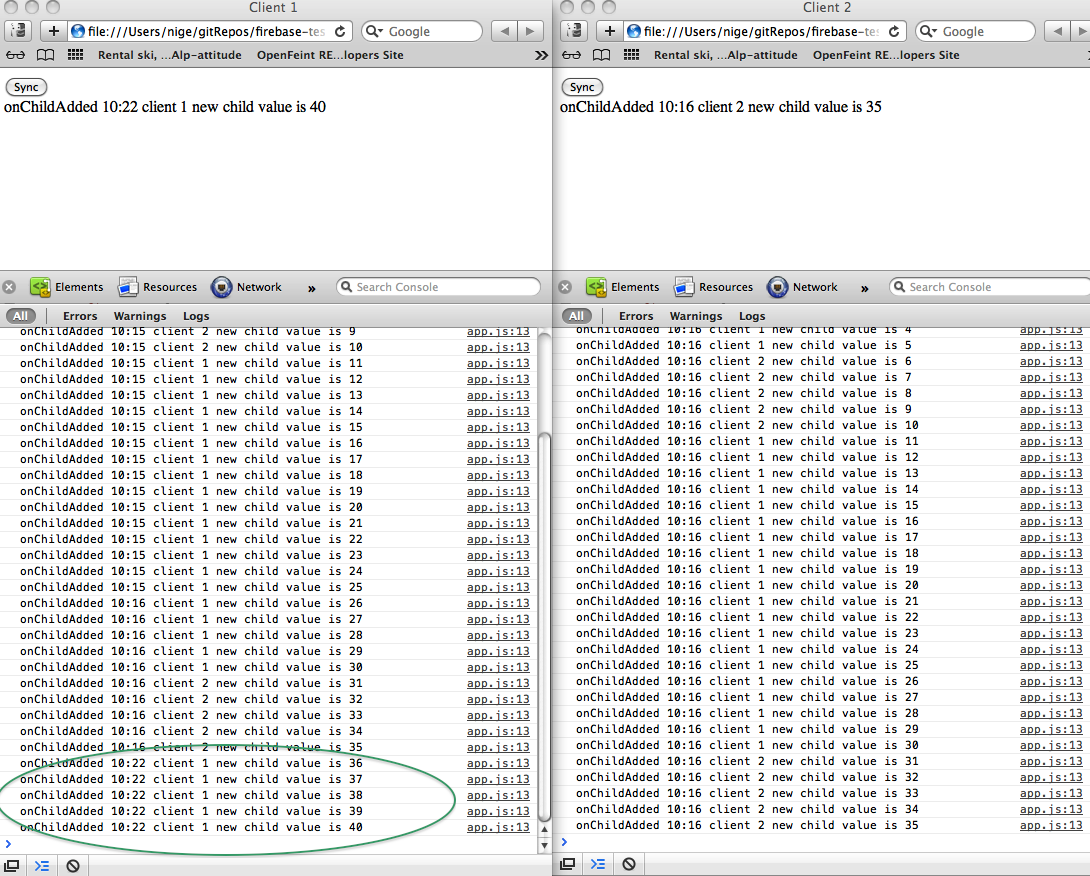 Client 1
file:///Users/nige/gitRepos/firebase-tes
Google
Rental ski, ...Alp-attitude OpenFeint RE...lopers Site »
Sync
onChildAdded 10:22 client 1 new child value is 40
Elements Resources Network » Search Console
All Errors Warnings Logs
onChildAdded 10:15 client 2 new child value is 9 app.js:13
onChildAdded 10:15 client 2 new child value is 10 app.js:13
onChildAdded 10:15 client 1 new child value is 11 app.js:13
onChildAdded 10:15 client 1 new child value is 12 app.js:13
onChildAdded 10:15 client 1 new child value is 13 app.js:13
onChildAdded 10:15 client 1 new child value is 14 app.js:13
onChildAdded 10:15 client 1 new child value is 15 app.js:13
onChildAdded 10:15 client 1 new child value is 16 app.js:13
onChildAdded 10:15 client 1 new child value is 17 app.js:13
onChildAdded 10:15 client 1 new child value is 18 app.js:13
onChildAdded 10:15 client 1 new child value is 19 app.js:13
onChildAdded 10:15 client 1 new child value is 20 app.js:13
onChildAdded 10:15 client 1 new child value is 21 app.js:13
onChildAdded 10:15 client 1 new child value is 22 app.js:13
onChildAdded 10:15 client 1 new child value is 23 app.js:13
onChildAdded 10:15 client 1 new child value is 24 app.js:13
onChildAdded 10:15 client 1 new child value is 25 app.js:13
onChildAdded 10:16 client 1 new child value is 26 app.js:13
onChildAdded 10:16 client 1 new child value is 27 app.js:13
onChildAdded 10:16 client 1 new child value is 28 app.js:13
onChildAdded 10:16 client 1 new child value is 29 app.js:13
onChildAdded 10:16 client 1 new child value is 30 app.js:13
onChildAdded 10:16 client 2 new child value is 31 app.js:13
onChildAdded 10:16 client 2 new child value is 32 app.js:13
onChildAdded 10:16 client 2 new child value is 33 app.js:13
onChildAdded 10:16 client 2 new child value is 34 app.js:13
onChildAdded 10:16 client 2 new child value is 35 app.js:13
onChildAdded 10:22 client 1 new child value is 36 app.js:13
onChildAdded 10:22 client 1 new child value is 37 app.js:13
onChildAdded 10:22 client 1 new child value is 38 app.js:13
onChildAdded 10:22 client 1 new child value is 39 app.js:13
onChildAdded 10:22 client 1 new child value is 40 app.js:13
Client 2
file:///Users/nige/gitRepos/firebase-tes
Google
Rental ski, ...Alp-attitude OpenFeint RE...lopers Site
Sync
onChildAdded 10:16 client 2 new child value is 35
Elements Resources Network » Search Console
All Errors Warnings Logs
onChildAdded 10:16 client 1 new child value is 4 app.js:13
onChildAdded 10:16 client 1 new child value is 5 app.js:13
onChildAdded 10:16 client 2 new child value is 6 app.js:13
onChildAdded 10:16 client 2 new child value is 7 app.js:13
onChildAdded 10:16 client 2 new child value is 8 app.js:13
onChildAdded 10:16 client 2 new child value is 9 app.js:13
onChildAdded 10:16 client 2 new child value is 10 app.js:13
onChildAdded 10:16 client 1 new child value is 11 app.js:13
onChildAdded 10:16 client 1 new child value is 12 app.js:13
onChildAdded 10:16 client 1 new child value is 13 app.js:13
onChildAdded 10:16 client 1 new child value is 14 app.js:13
onChildAdded 10:16 client 1 new child value is 15 app.js:13
onChildAdded 10:16 client 1 new child value is 16 app.js:13
onChildAdded 10:16 client 1 new child value is 17 app.js:13
onChildAdded 10:16 client 1 new child value is 18 app.js:13
onChildAdded 10:16 client 1 new child value is 19 app.js:13
onChildAdded 10:16 client 1 new child value is 20 app.js:13
onChildAdded 10:16 client 1 new child value is 21 app.js:13
onChildAdded 10:16 client 1 new child value is 22 app.js:13
onChildAdded 10:16 client 1 new child value is 23 app.js:13
onChildAdded 10:16 client 1 new child value is 24 app.js:13
onChildAdded 10:16 client 1 new child value is 25 app.js:13
onChildAdded 10:16 client 1 new child value is 26 app.js:13
onChildAdded 10:16 client 1 new child value is 27 app.js:13
onChildAdded 10:16 client 1 new child value is 28 app.js:13
onChildAdded 10:16 client 1 new child value is 29 app.js:13
onChildAdded 10:16 client 1 new child value is 30 app.js:13
onChildAdded 10:16 client 2 new child value is 31 app.js:13
onChildAdded 10:16 client 2 new child value is 32 app.js:13
onChildAdded 10:16 client 2 new child value is 33 app.js:13
onChildAdded 10:16 client 2 new child value is 34 app.js:13
onChildAdded 10:16 client 2 new child value is 35 app.js:13